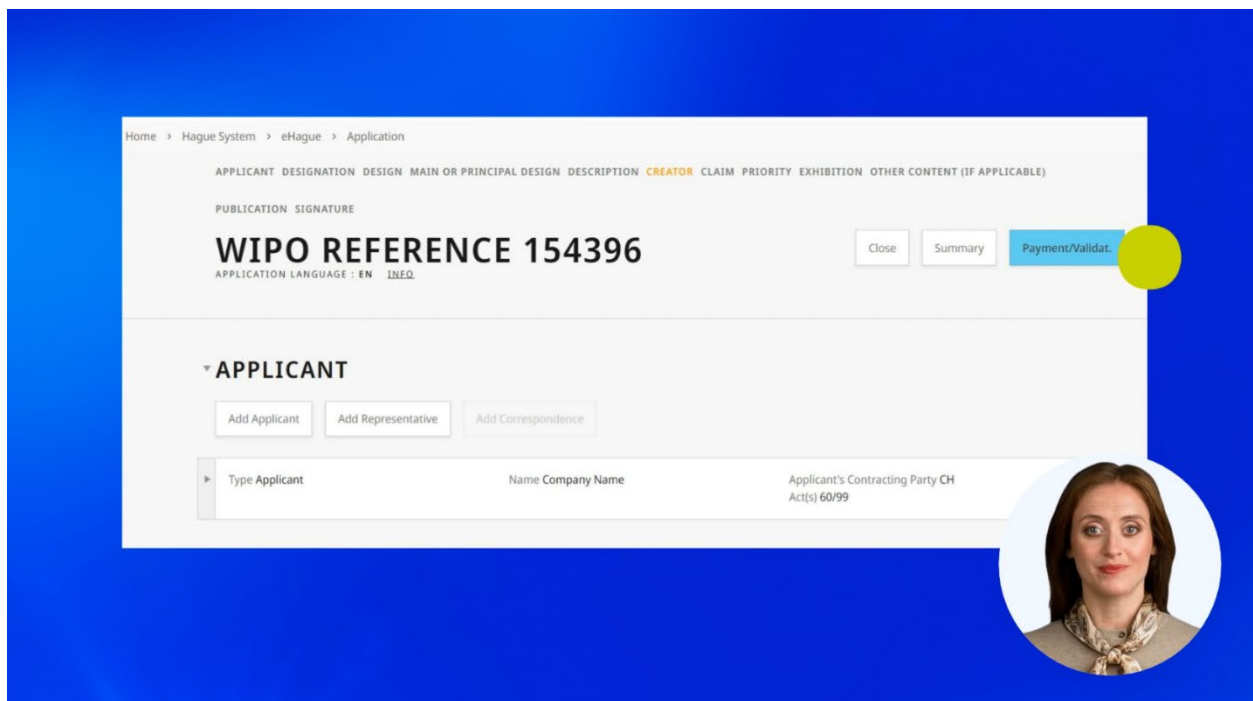 Home > Hague System > eHague > Application
APPLICANT DESIGNATION DESIGN MAIN OR PRINCIPAL DESIGN DESCRIPTION CREATOR CLAIM PRIORITY EXHIBITION OTHER CONTENT (IF APPLICABLE)
PUBLICATION SIGNATURE
WIPO REFERENCE 154396
Close Summary Payment/Validat.
APPLICATION LANGUAGE : EN INFO
APPLICANT
Add Applicant Add Representative Add Correspondence
Type Applicant Name Company Name Applicant's Contracting Party CH
Act(s) 60/99